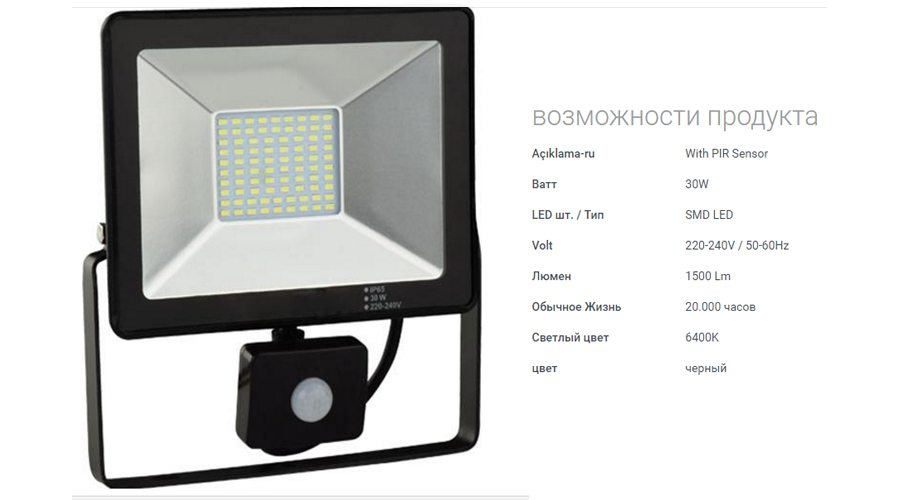 возможности продукта
Açıklama-ru With PIR Sensor
Ватт 30W
LED шт. / Тип SMD LED
Volt 220-240V / 50-60Hz
Люмен 1500 Lm
Обычное Жизнь 20.000 часов
Светлый цвет 6400K
цвет черный
IP65
30 W
220-240V